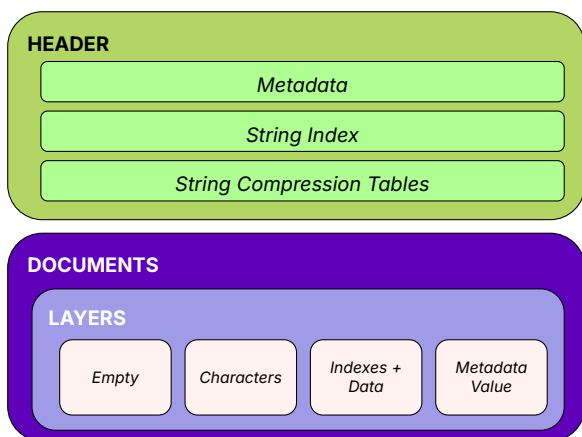 HEADER
Metadata
String Index
String Compression Tables
DOCUMENTS
LAYERS
Empty
Characters
Indexes +
Data
Metadata
Value